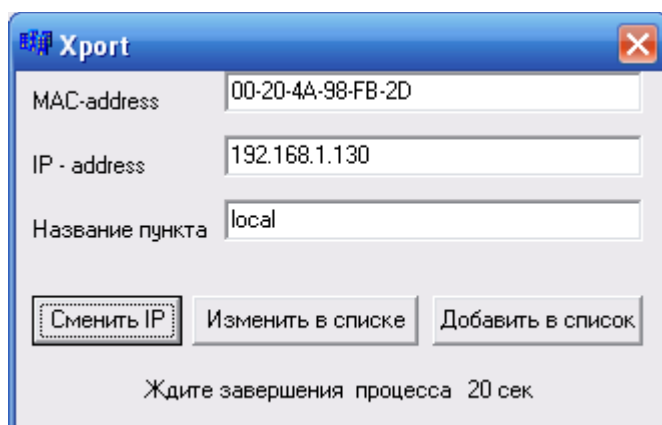 Xport
MAC-address 00-20-4A-98-FB-2D
IP - address 192.168.1.130
Название пункта local
Сменить IP Изменить в списке Добавить в список
Ждите завершения процесса 20 сек